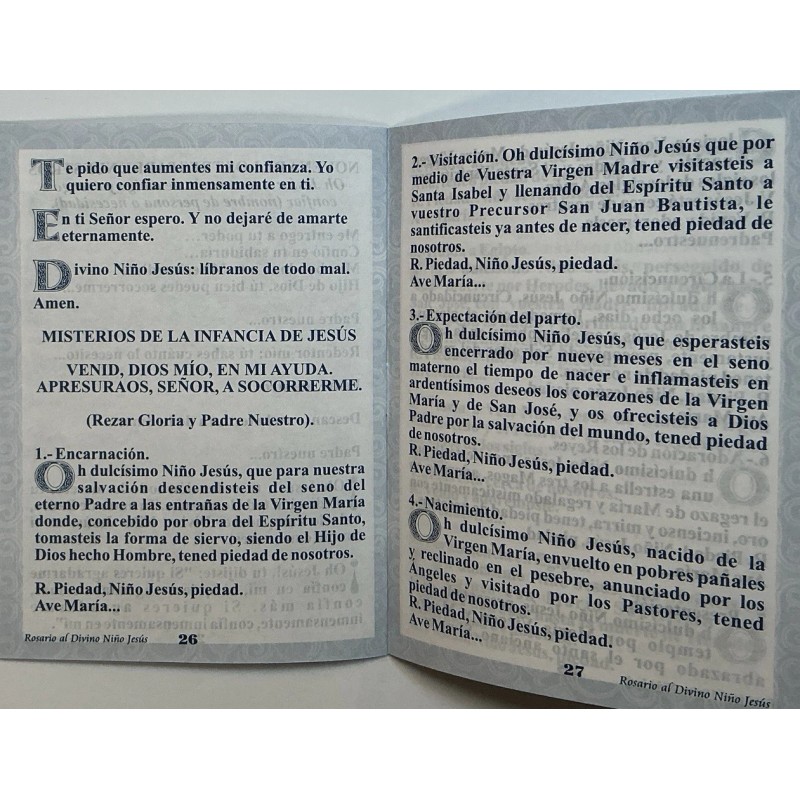 Te pido que aumentes mi confianza. Yo
quiero confiar inmensamente en ti.
En ti Señor espero. Y no dejaré de amarte
eternamente.
Divino Niño Jesús: líbranos de todo mal.
Amen.
MISTERIOS DE LA INFANCIA DE JESÚS
VENID, DIOS MÍO, EN MI AYUDA.
APRESURAOS, SEÑOR, A SOCORRERME.
(Rezar Gloria y Padre Nuestro).
1.- Encarnación.
Oh dulcísimo Niño Jesús, que para nuestra
salvación descendisteis del seno del
eterno Padre a las entrañas de la Virgen María
donde, concebido por obra del Espíritu Santo,
tomasteis la forma de siervo, siendo el Hijo de
Dios hecho Hombre, tened piedad de nosotros.
R. Piedad, Niño Jesús, piedad.
Ave María...
Rosario al Divino Niño Jesús 26
2.- Visitación. Oh dulcísimo Niño Jesús que por
medio de Vuestra Virgen Madre visitasteis a
Santa Isabel y llenando del Espíritu Santo a
vuestro Precursor San Juan Bautista, le
santificasteis ya antes de nacer, tened piedad de
nosotros.
R. Piedad, Niño Jesús, piedad.
Ave María...
3.- Expectación del parto.
Oh dulcísimo Niño Jesús, que esperasteis
encerrado por nueve meses en el seno
materno el tiempo de nacer e inflamasteis en
ardentísimos deseos los corazones de la Virgen
María y de San José, y os ofrecisteis a Dios
Padre por la salvación del mundo, tened piedad
de nosotros.
R. Piedad, Niño Jesús, piedad.
Ave María...
4.- Nacimiento.
Oh dulcísimo Niño Jesús, nacido de la
Virgen María, envuelto en pobres pañales
y reclinado en el pesebre, anunciado por los
Ángeles y visitado por los Pastores, tened
piedad de nosotros.
R. Piedad, Niño Jesús, piedad.
Ave María...
27 Rosario al Divino Niño Jesús